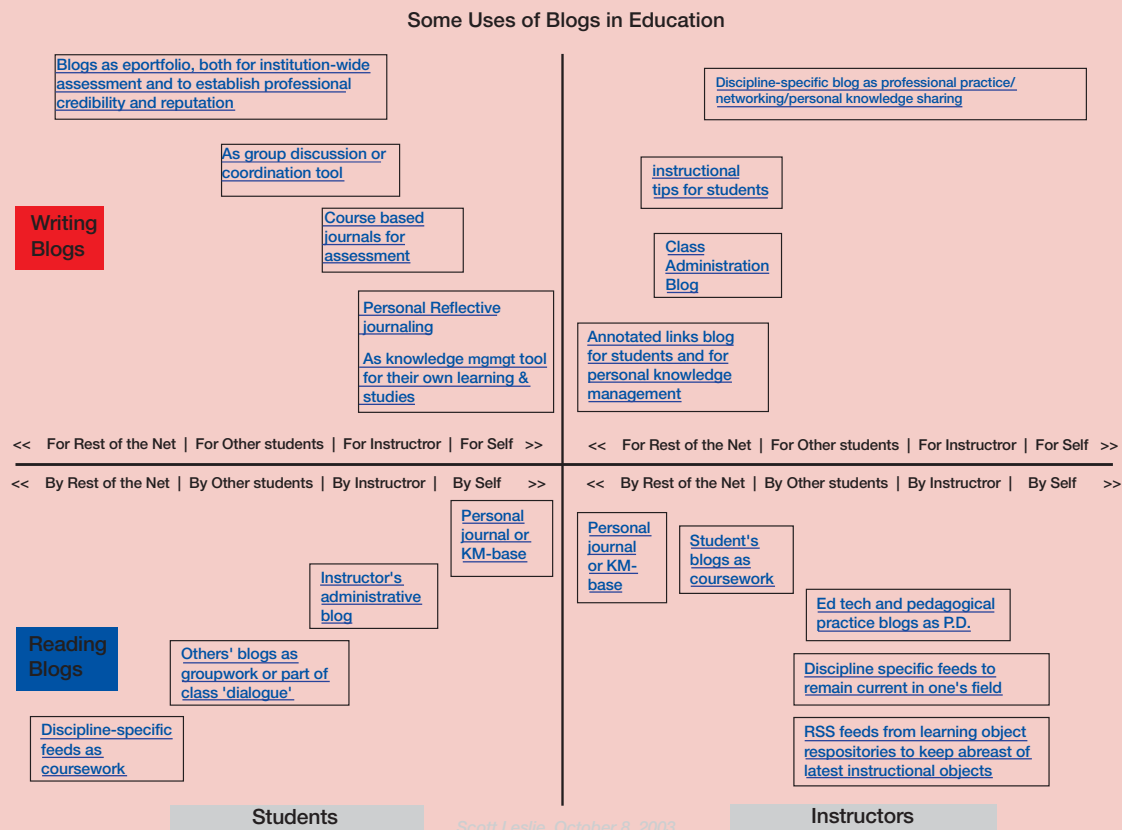 Some Uses of Blogs in Education
Blogs as eportfolio, both for institution-wide
assessment and to establish professional
credibility and reputation
As group discussion or
coordination tool
Course based
journals for
assessment
Personal Reflective
journaling
As knowledge mgmgt tool
for their own learning &
studies
Discipline-specific blog as professional practice/
networking/personal knowledge sharing
instructional
tips for students
Class
Administration
Blog
Annotated links blog
for students and for
personal knowledge
management
Writing
Blogs
<< For Rest of the Net | For Other students | For Instructror | For Self >>
<< For Rest of the Net | For Other students | For Instructror | For Self >>
<< By Rest of the Net | By Other students | By Instructror | By Self >>
<< By Rest of the Net | By Other students | By Instructror | By Self >>
Personal
journal or
KM-base
Instructor's
administrative
blog
Others' blogs as
groupwork or part of
class 'dialogue'
Discipline-specific
feeds as
coursework
Personal
journal
or KM-
base
Student's
blogs as
coursework
Ed tech and pedagogical
practice blogs as P.D.
Discipline specific feeds to
remain current in one's field
RSS feeds from learning object
respositories to keep abreast of
latest instructional objects
Reading
Blogs
Students
Scott Leslie, October 8, 2003
Instructors